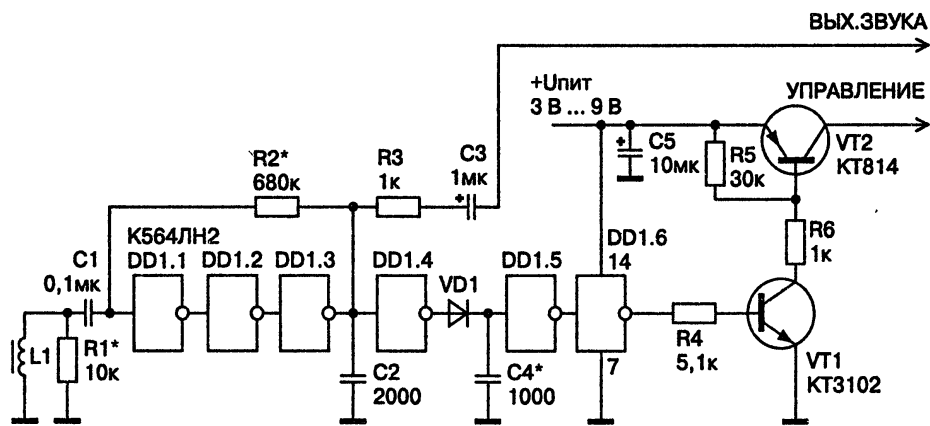 ВЫХ.ЗВУКА
+Uпит
3 В ... 9 В
УПРАВЛЕНИЕ
R2*
680к
R3
1к
C3
+
1мк
+
C5
10мк
R5
30к
VT2
КТ814
К564ЛН2
DD1.1
DD1.2
DD1.3
DD1.4
VD1
DD1.5
DD1.6
14
R6
1к
C1
0,1мк
L1
R1*
10к
C2
2000
C4*
1000
7
R4
5,1к
VT1
КТ3102